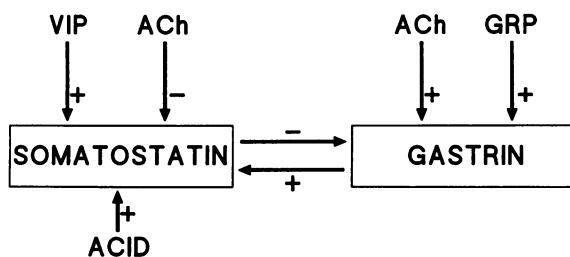 VIP ACh ACh GRP
+ − + +
SOMATOSTATIN − GASTRIN
+
+
ACID